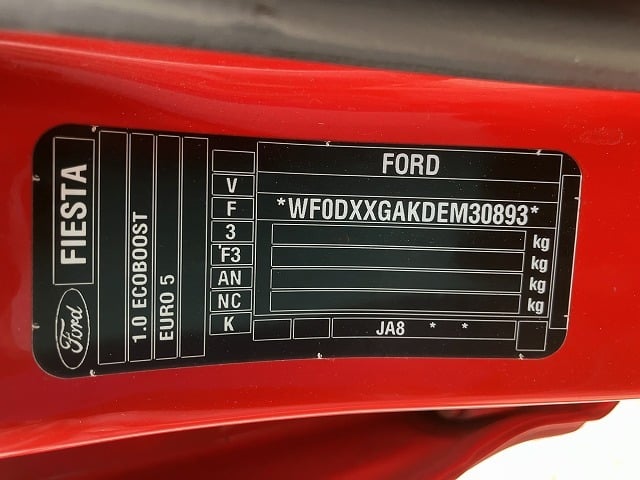 FORD
*WF0DXXGAKDEM30893*
kg
kg
kg
kg
JA8 * *
V
F
3
'F3
AN
NC
K
FIESTA
Ford
1.0 ECOBOOST
EURO 5